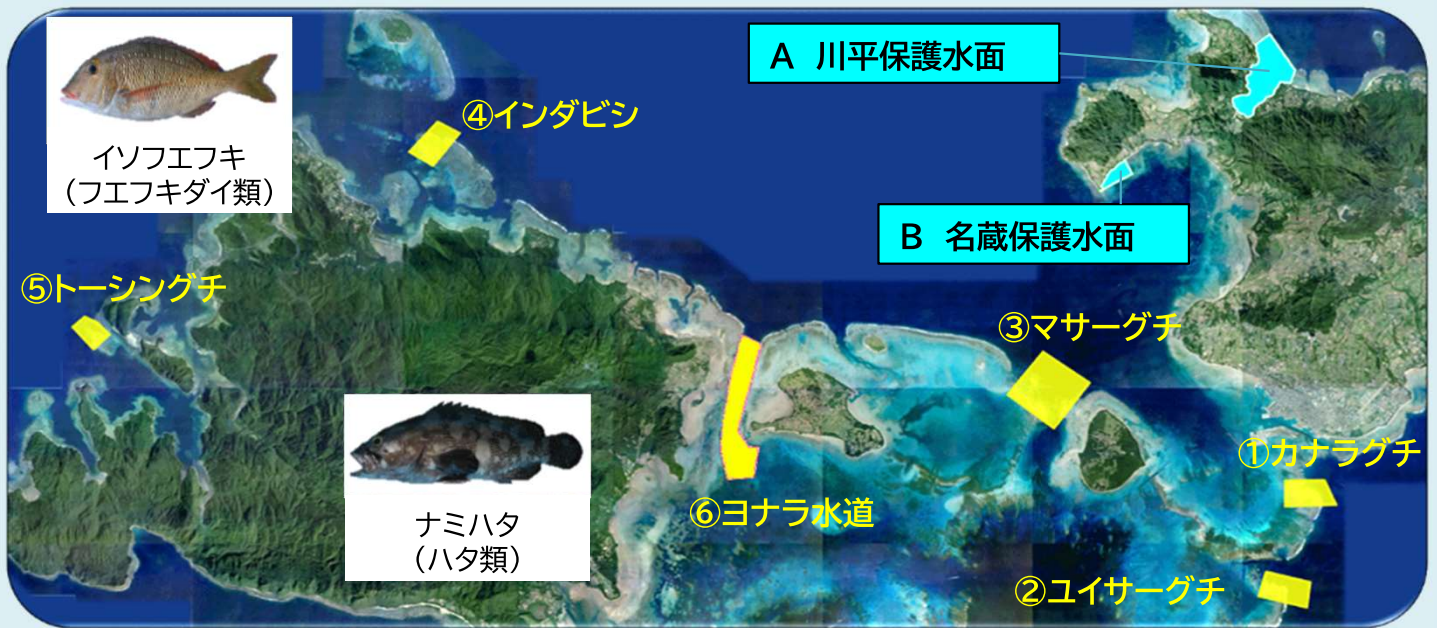 イソフエフキ
（フエフキダイ類）
④インダビシ
A 川平保護水面
B 名蔵保護水面
⑤トーシングチ
③マサーグチ
ナミハタ
（ハタ類）
①カナラグチ
⑥ヨナラ水道
②ユイサーグチ